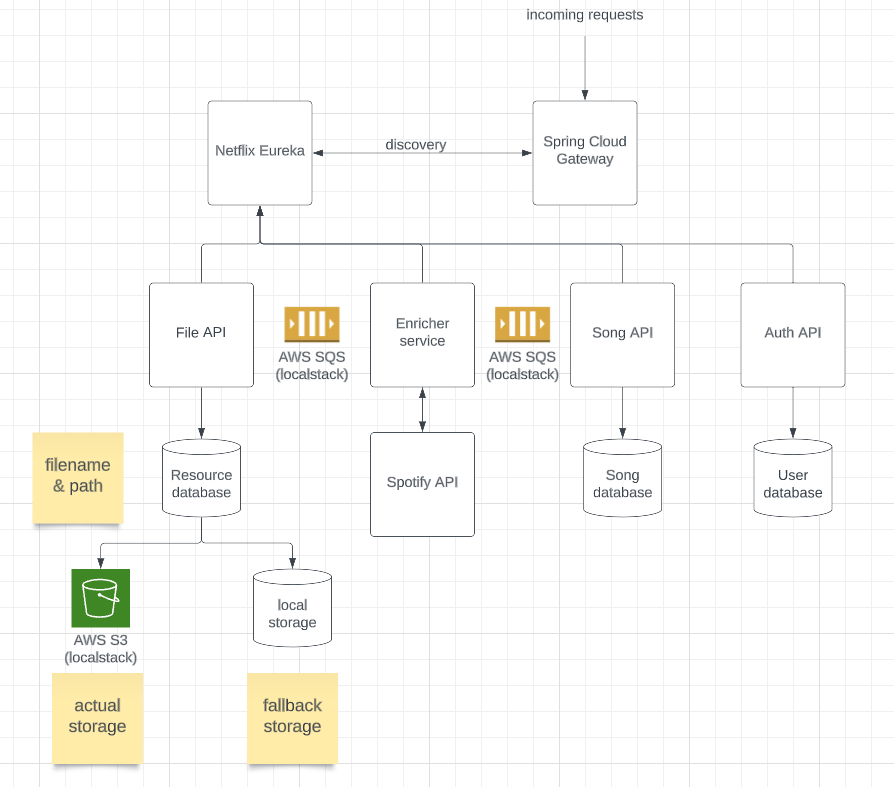 incoming requests
Netflix Eureka
discovery
Spring Cloud
Gateway
File API
AWS SQS
(localstack)
Enricher
service
AWS SQS
(localstack)
Song API
Auth API
filename
& path
Resource
database
Spotify API
Song
database
User
database
AWS S3
(localstack)
local
storage
actual
storage
fallback
storage